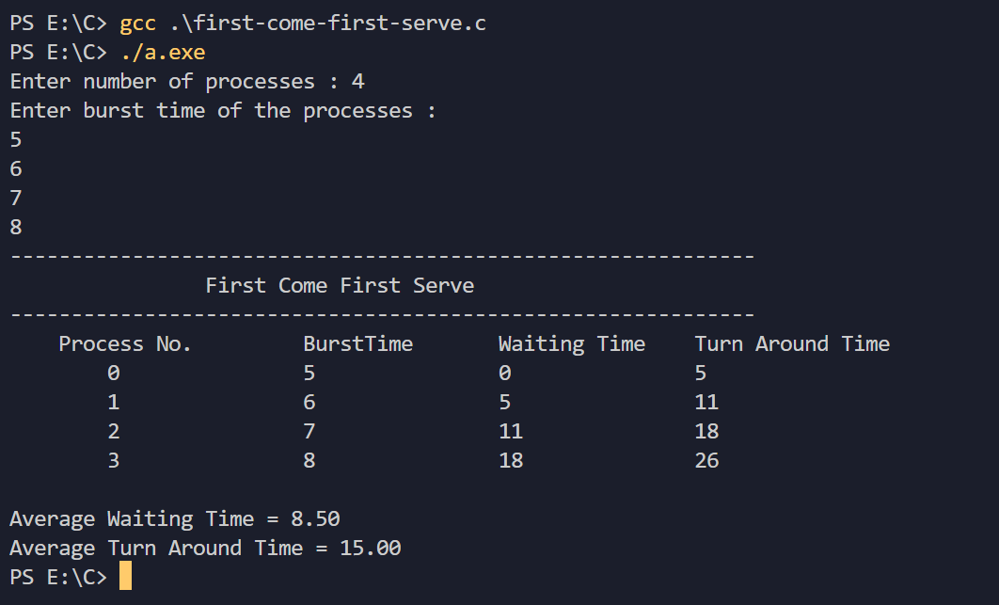 PS E:\C> gcc .\first-come-first-serve.c
PS E:\C> ./a.exe
Enter number of processes : 4
Enter burst time of the processes :
5
6
7
8
-------------------------------------------------------------
First Come First Serve
-------------------------------------------------------------
Process No. BurstTime Waiting Time Turn Around Time
0 5 0 5
1 6 5 11
2 7 11 18
3 8 18 26
Average Waiting Time = 8.50
Average Turn Around Time = 15.00
PS E:\C>